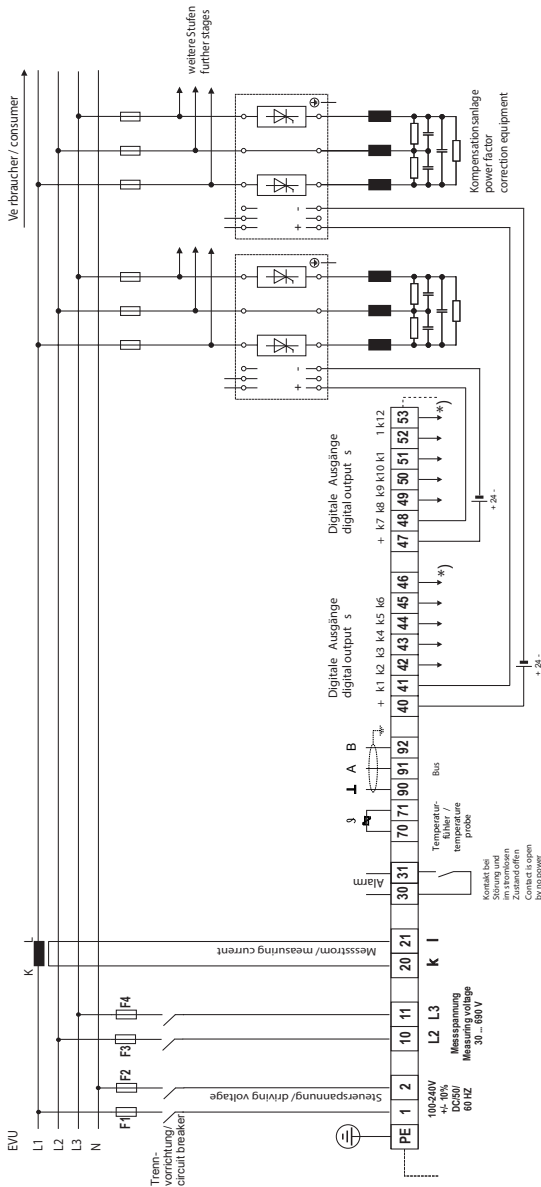 Verbraucher / consumer
EVU
L1
L2
L3
N
K L
weitere Stufen
further stages
F1 F2 F3 F4
Trenn-
vorrichtung/
circuit breaker
Steuerspannung/ driving voltage
Messstrom/ measuring current
Kompensationsanlage
power factor
correction equipment
+ -
+ -
Alarm
ϑ
⊥ A B
Digitale Ausgänge
digital output s
+ k1 k2 k3 k4 k5 k6
Digitale Ausgänge
digital output s
+ k7 k8 k9 k10 k1 1 k12
PE 1 2 10 11 20 21 30 31 70 71 90 91 92 40 41 42 43 44 45 46 47 48 49 50 51 52 53
*)
*)
100-240V
+/- 10%
DC/50/
60 HZ
L2 L3
Messspannung
Measuring voltage
30 ... 690 V
k l
Kontakt bei
Störung und
im stromlosen
Zustand offen
Contact is open
by no power
Temperatur-
fühler /
temperature
probe
Bus
+ 24 -
+ 24 -